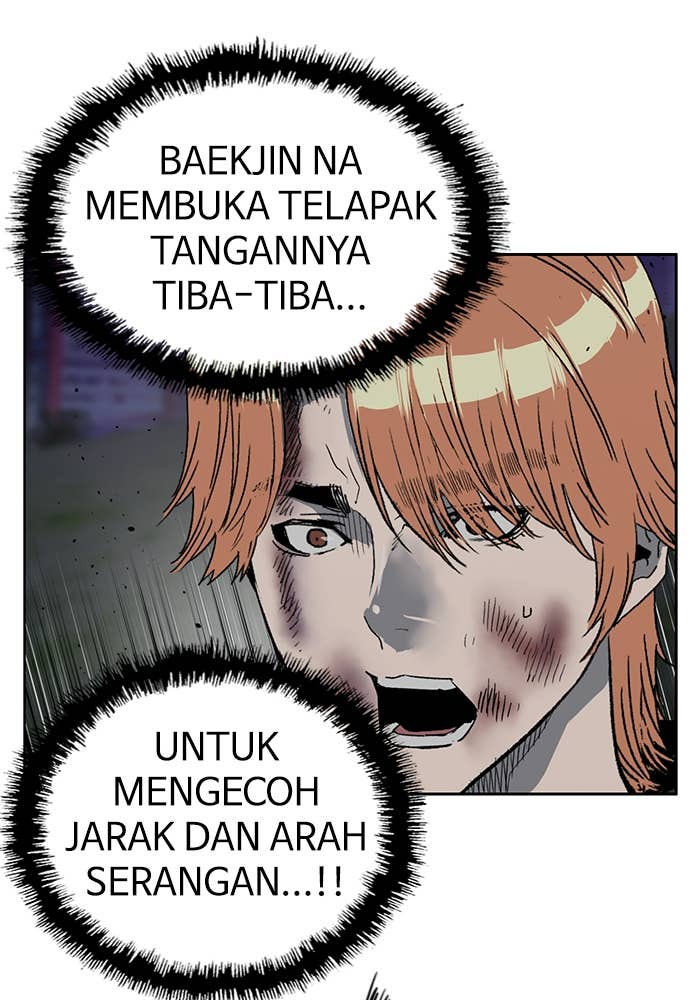 BAEKJIN NA
MEMBUKA TELAPAK
TANGANNYA
TIBA-TIBA...
UNTUK
MENGECOH
JARAK DAN ARAH
SERANGAN...!!